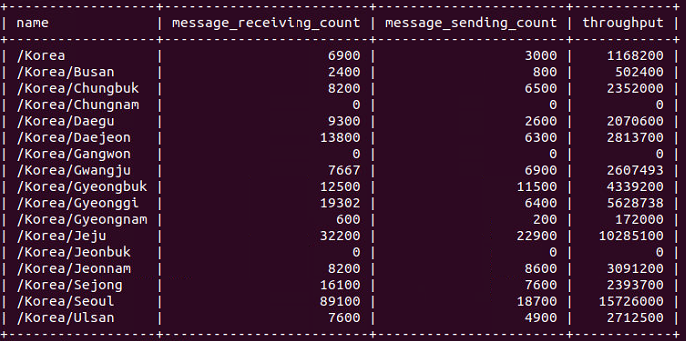 +------------------+-------------------------+-----------------------+------------+
| name             | message_receiving_count | message_sending_count | throughput |
+------------------+-------------------------+-----------------------+------------+
| /Korea           |                    6900 |                  3000 |    1168200 |
| /Korea/Busan     |                    2400 |                   800 |     502400 |
| /Korea/Chungbuk  |                    8200 |                  6500 |    2352000 |
| /Korea/Chungnam  |                       0 |                     0 |          0 |
| /Korea/Daegu     |                    9300 |                  2600 |    2070600 |
| /Korea/Daejeon   |                   13800 |                  6300 |    2813700 |
| /Korea/Gangwon   |                       0 |                     0 |          0 |
| /Korea/Gwangju   |                    7667 |                  6900 |    2607493 |
| /Korea/Gyeongbuk |                   12500 |                 11500 |    4339200 |
| /Korea/Gyeonggi  |                   19302 |                  6400 |    5628738 |
| /Korea/Gyeongnam |                     600 |                   200 |     172000 |
| /Korea/Jeju      |                   32200 |                 22900 |   10285100 |
| /Korea/Jeonbuk   |                       0 |                     0 |          0 |
| /Korea/Jeonnam   |                    8200 |                  8600 |    3091200 |
| /Korea/Sejong    |                   16100 |                  7600 |    2393700 |
| /Korea/Seoul     |                   89100 |                 18700 |   15726000 |
| /Korea/Ulsan     |                    7600 |                  4900 |    2712500 |
+------------------+-------------------------+-----------------------+------------+